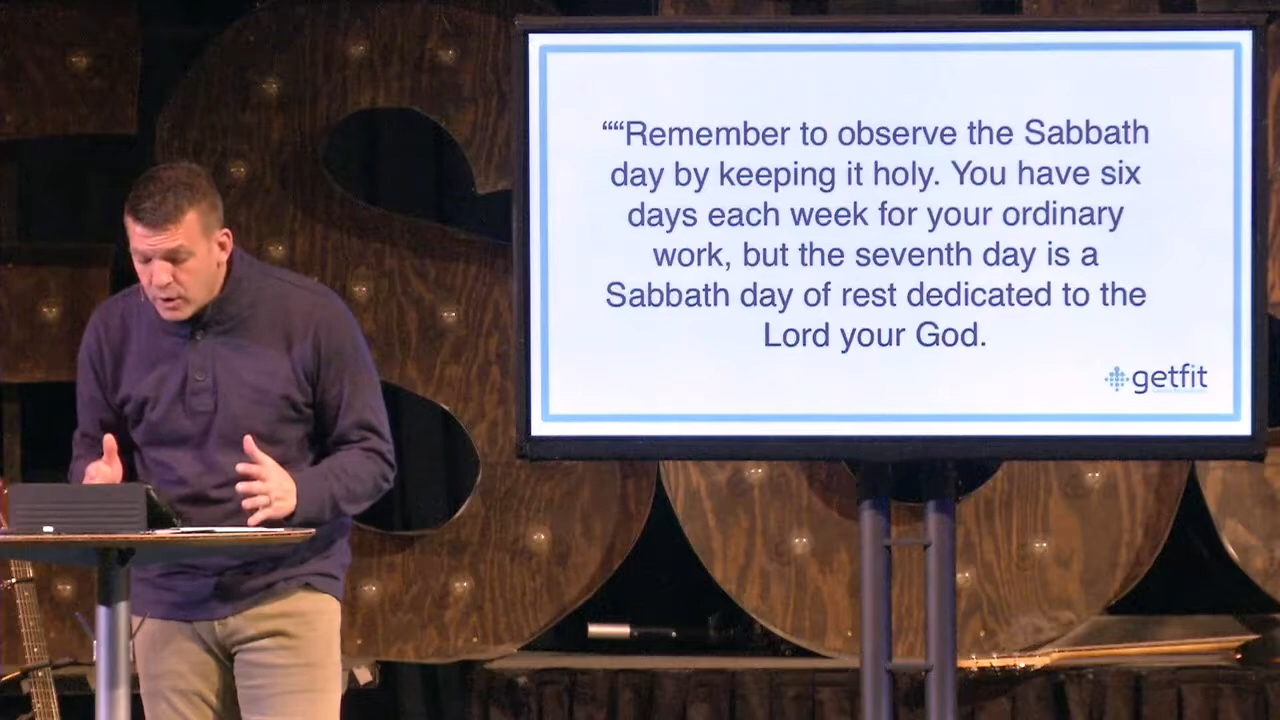 ““Remember to observe the Sabbath
day by keeping it holy. You have six
days each week for your ordinary
work, but the seventh day is a
Sabbath day of rest dedicated to the
Lord your God.
getfit